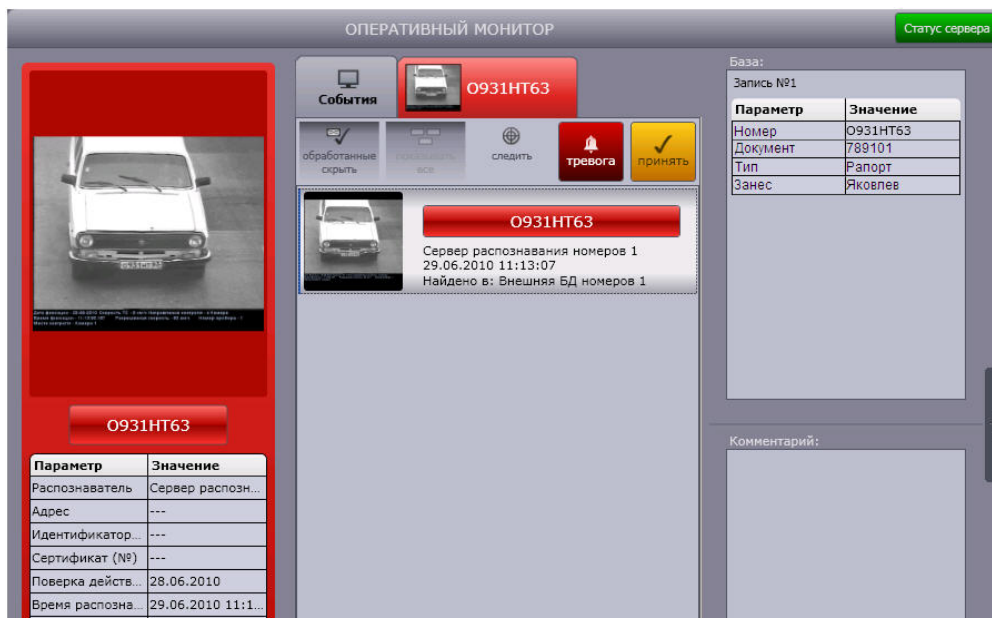 ОПЕРАТИВНЫЙ МОНИТОР
Статус сервера
О931НТ63
Параметр Значение
Распознаватель Сервер распозн...
Адрес ---
Идентификатор... ---
Сертификат (№) ---
Поверка действ... 28.06.2010
Время распозна... 29.06.2010 11:1...
События
О931НТ63
обработанные
скрыть
все
следить
тревога
принять
О931НТ63
Сервер распознавания номеров 1
29.06.2010 11:13:07
Найдено в: Внешняя БД номеров 1
База:
Запись №1
Параметр Значение
Номер О931НТ63
Документ 789101
Тип Рапорт
Занес Яковлев
Комментарий: